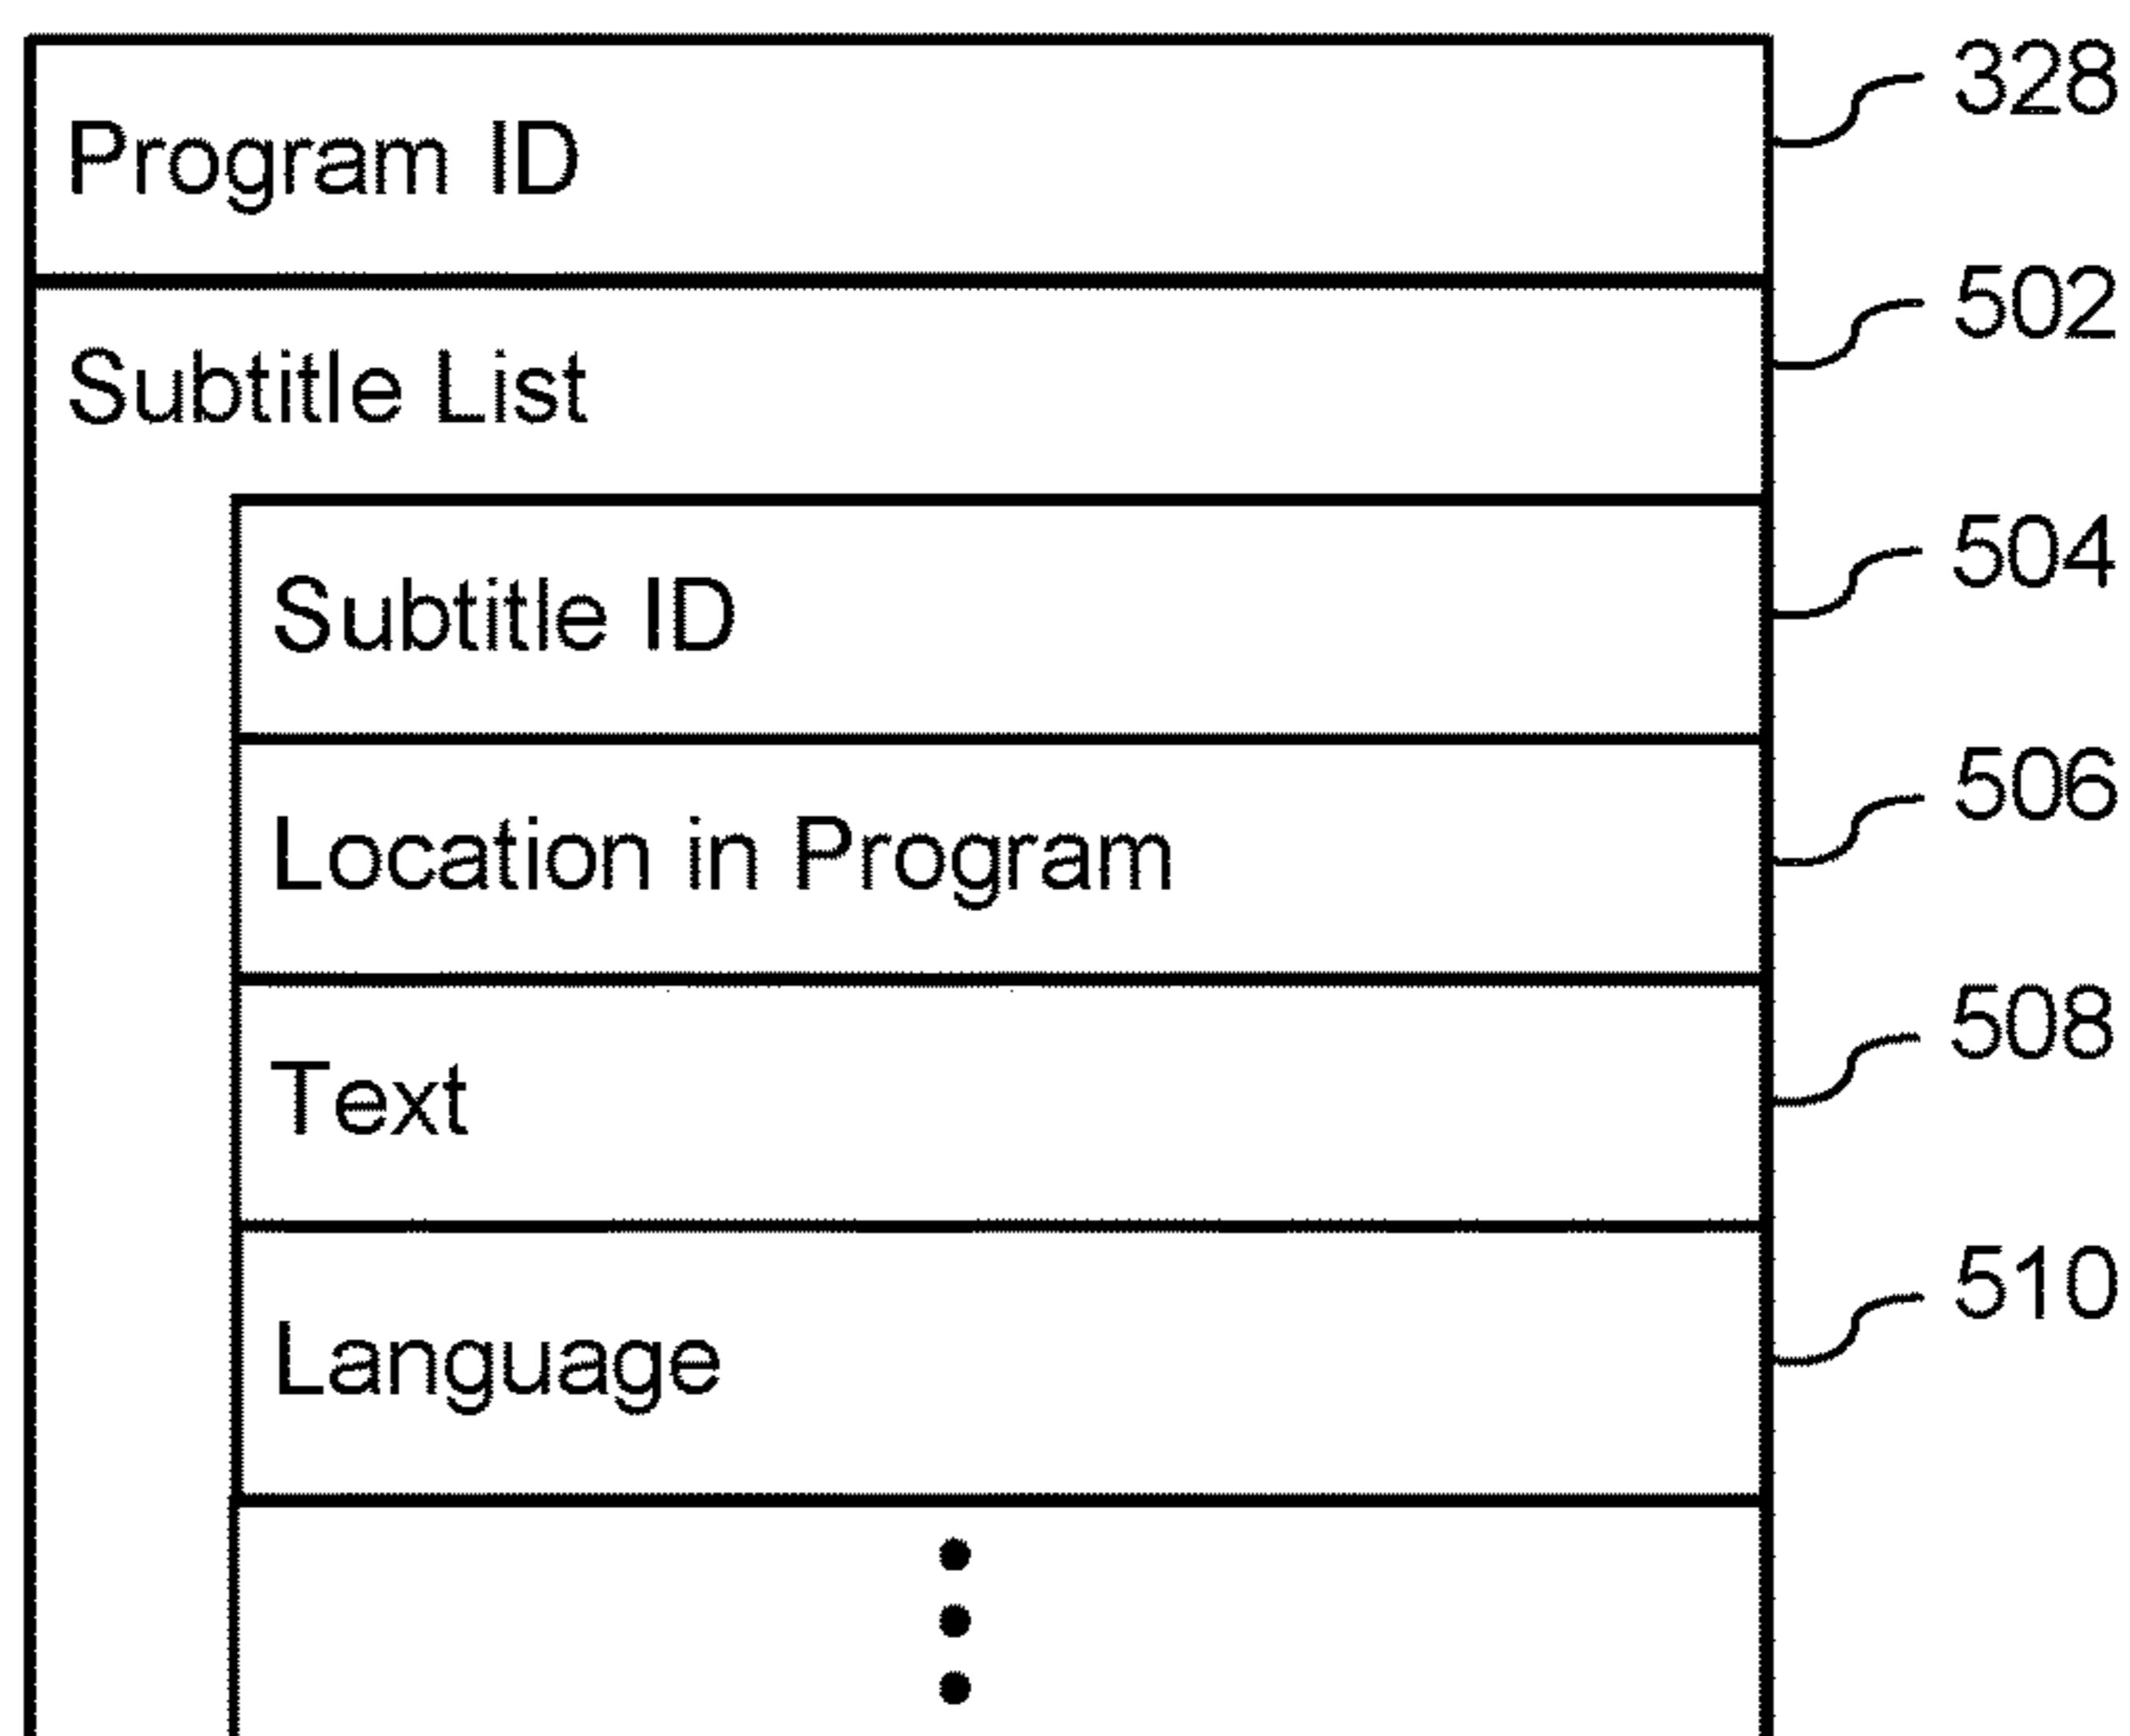 Program ID 328
Subtitle List 502
Subtitle ID 504
Location in Program 506
Text 508
Language 510